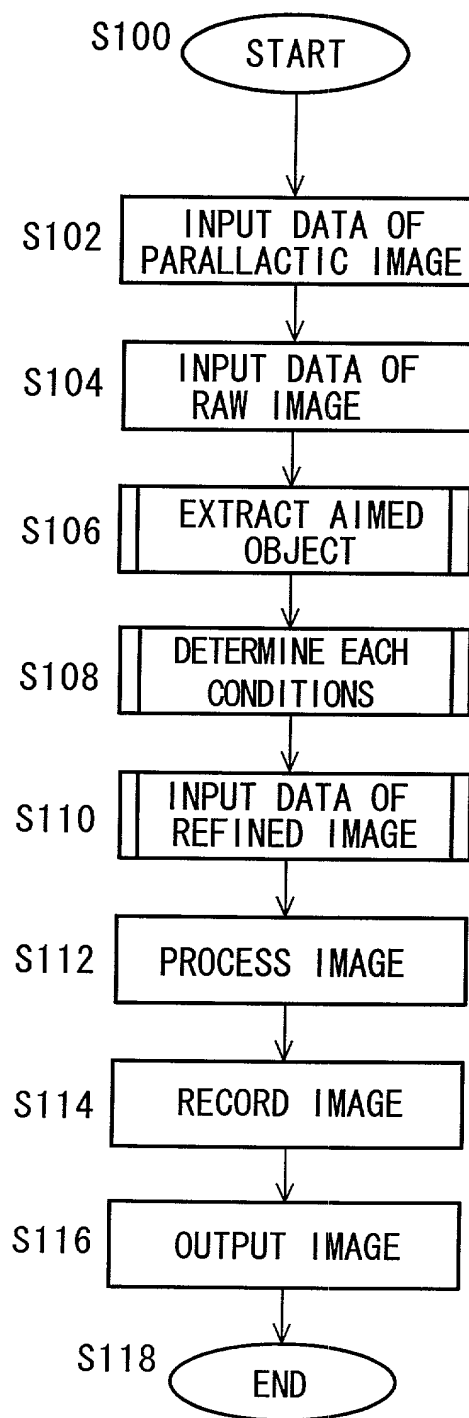 S100
START
S102
INPUT DATA OF
PARALLACTIC IMAGE
S104
INPUT DATA OF
RAW IMAGE
S106
EXTRACT AIMED
OBJECT
S108
DETERMINE EACH
CONDITIONS
S110
INPUT DATA OF
REFINED IMAGE
S112
PROCESS IMAGE
S114
RECORD IMAGE
S116
OUTPUT IMAGE
S118
END